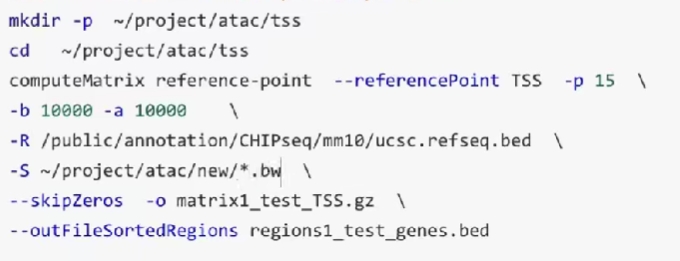 mkdir -p  ~/project/atac/tss
cd   ~/project/atac/tss
computeMatrix reference-point  --referencePoint TSS  -p 15  \
-b 10000 -a 10000    \
-R /public/annotation/CHIPseq/mm10/ucsc.refseq.bed  \
-S ~/project/atac/new/*.bw  \
--skipZeros  -o matrix1_test_TSS.gz  \
--outFileSortedRegions regions1_test_genes.bed